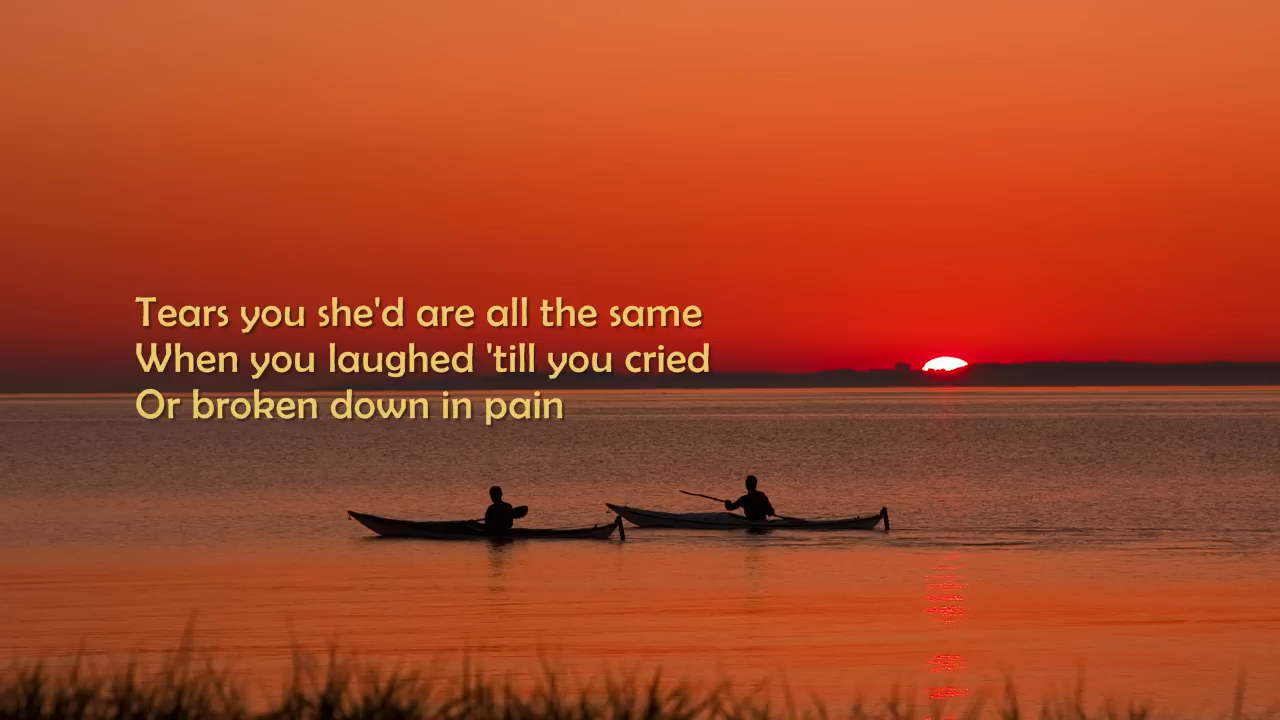 Tears you she'd are all the same
When you laughed 'till you cried
Or broken down in pain